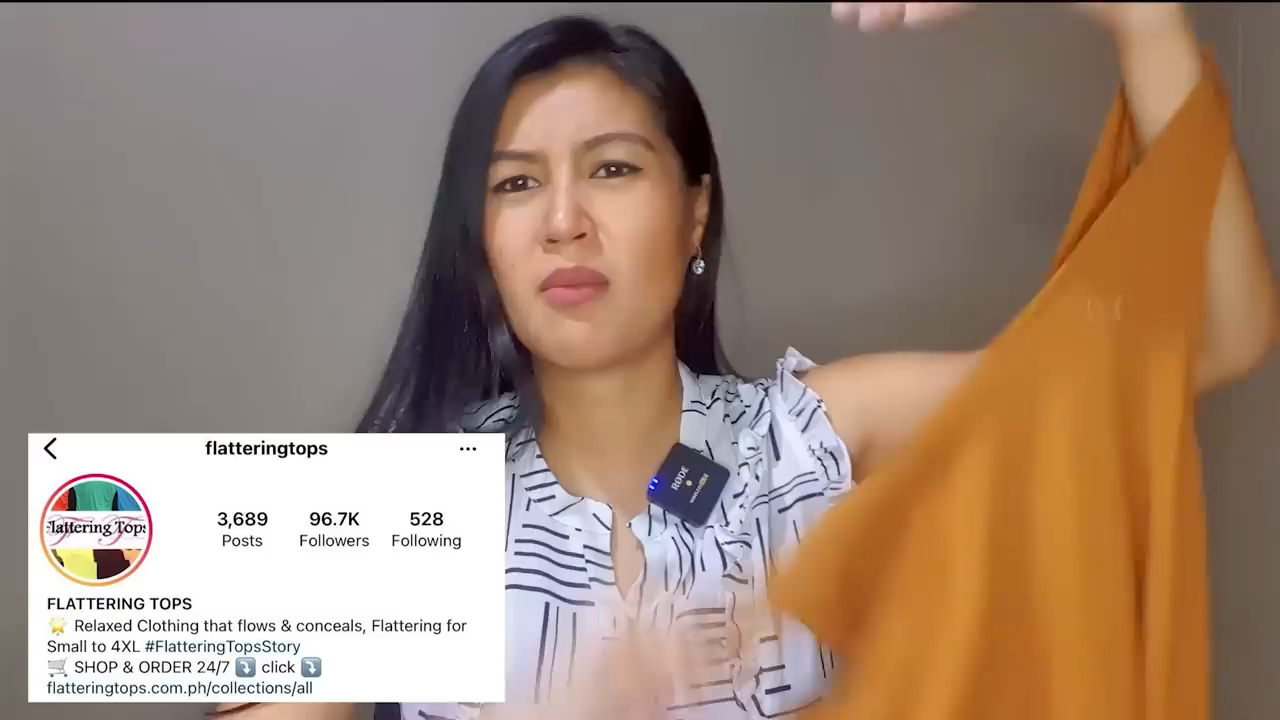 flatteringtops
Flattering Tops
3,689 96.7K 528
Posts Followers Following
FLATTERING TOPS
🌟 Relaxed Clothing that flows & conceals, Flattering for
Small to 4XL #FlatteringTopsStory
🛒 SHOP & ORDER 24/7 ⤵️ click ⤵️
flatteringtops.com.ph/collections/all
RØDE